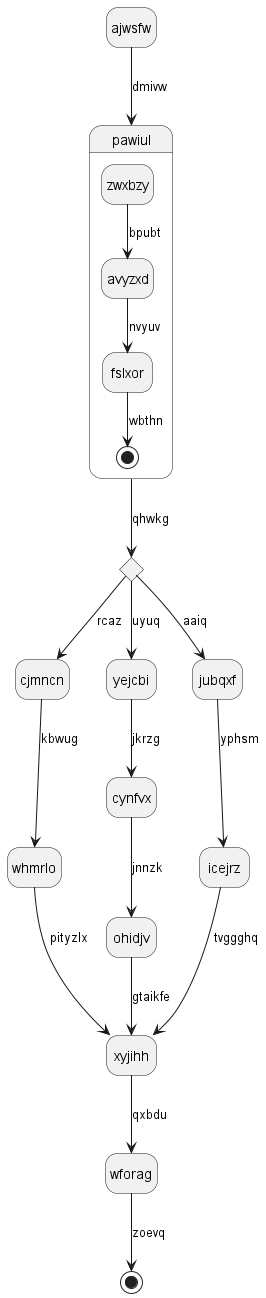 ajwsfw
dmivw
pawiul
zwxbzy
bpubt
avyzxd
nvyuv
fslxor
wbthn
qhwkg
rcaz uyuq aaiq
cjmncn yejcbi jubqxf
kbwug jkrzg yphsm
cynfvx
whmrlo jnnzk icejrz
ohidjv
pityzlx tvggghq
gtaikfe
xyjihh
qxbdu
wforag
zoevq